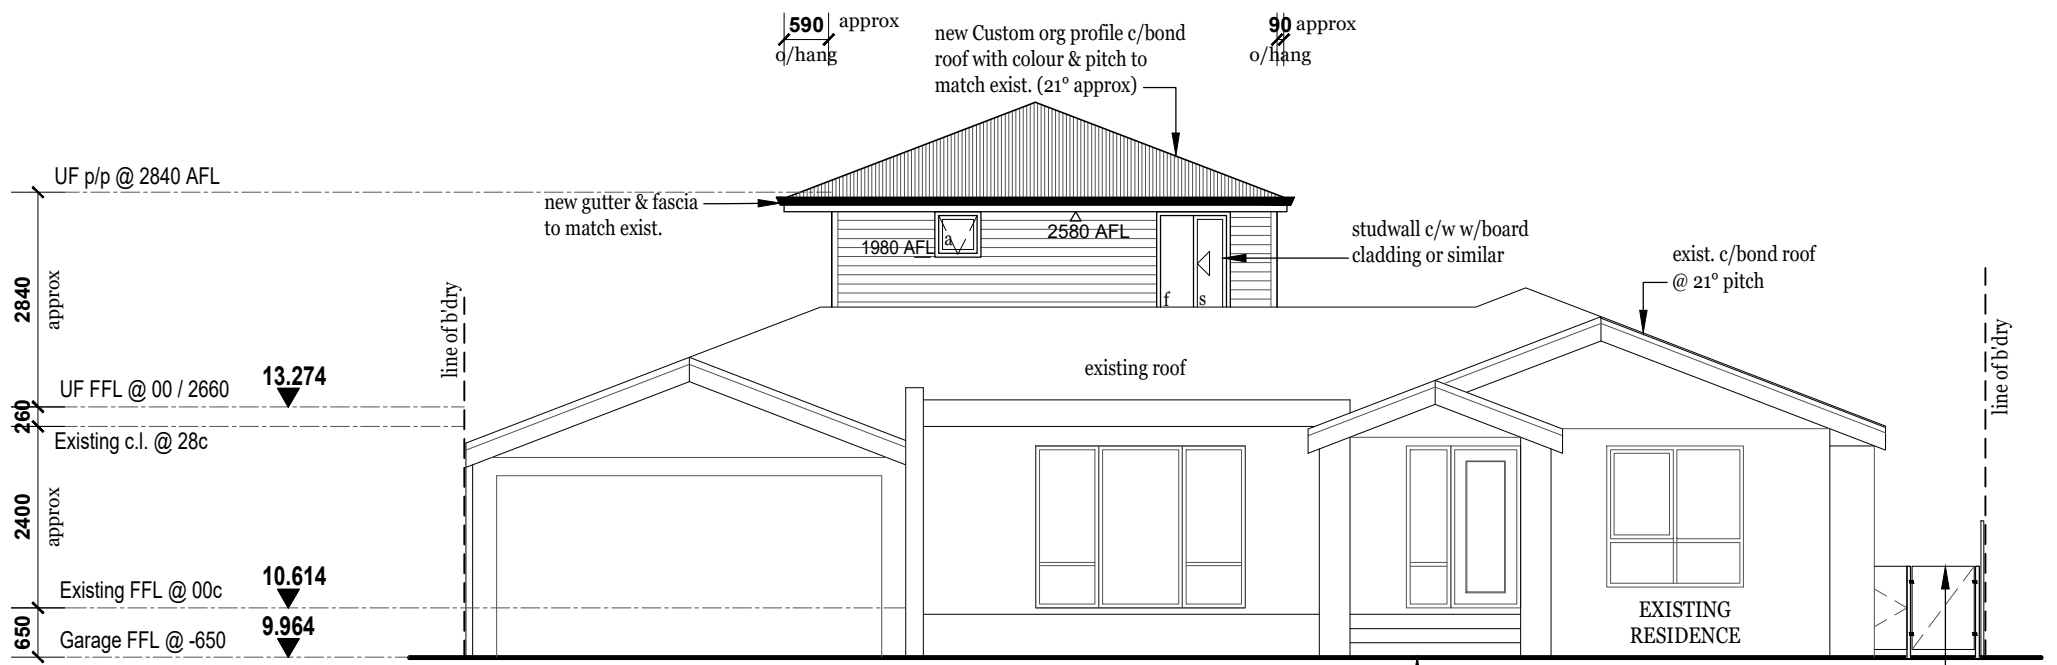 590 approx
o/hang
90 approx
o/hang
new Custom org profile c/bond
roof with colour & pitch to
match exist. (21° approx)
UF p/p @ 2840 AFL
new gutter & fascia
to match exist.
1980 AFL
a
2580 AFL
f
s
studwall c/w w/board
cladding or similar
exist. c/bond roof
@ 21° pitch
line of b'dry
line of b'dry
2840
approx
UF FFL @ 00 / 2660
13.274
260
Existing c.l. @ 28c
existing roof
2400
approx
Existing FFL @ 00c
10.614
650
Garage FFL @ -650
9.964
EXISTING
RESIDENCE